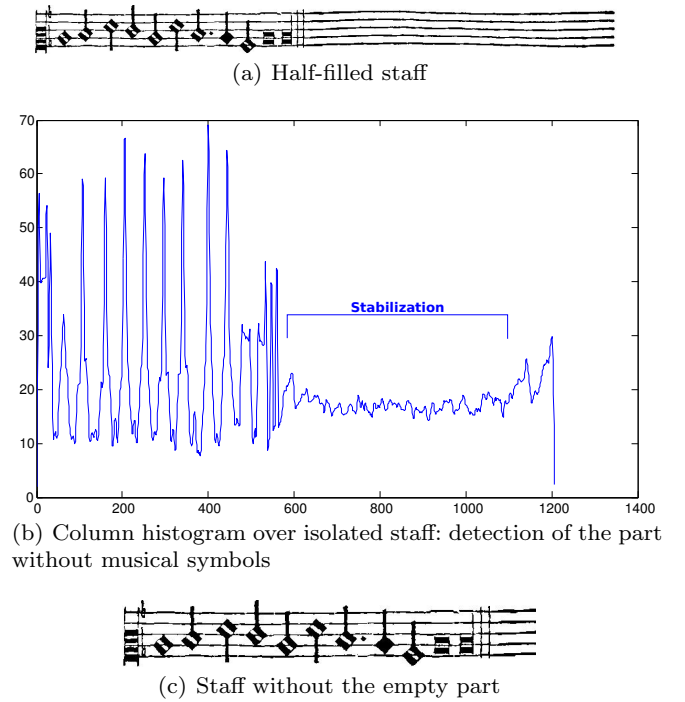 (a) Half-filled staff
70
60
50
40
30
20
10
0
Stabilization
0 200 400 600 800 1000 1200 1400
(b) Column histogram over isolated staff: detection of the part
without musical symbols
(c) Staff without the empty part